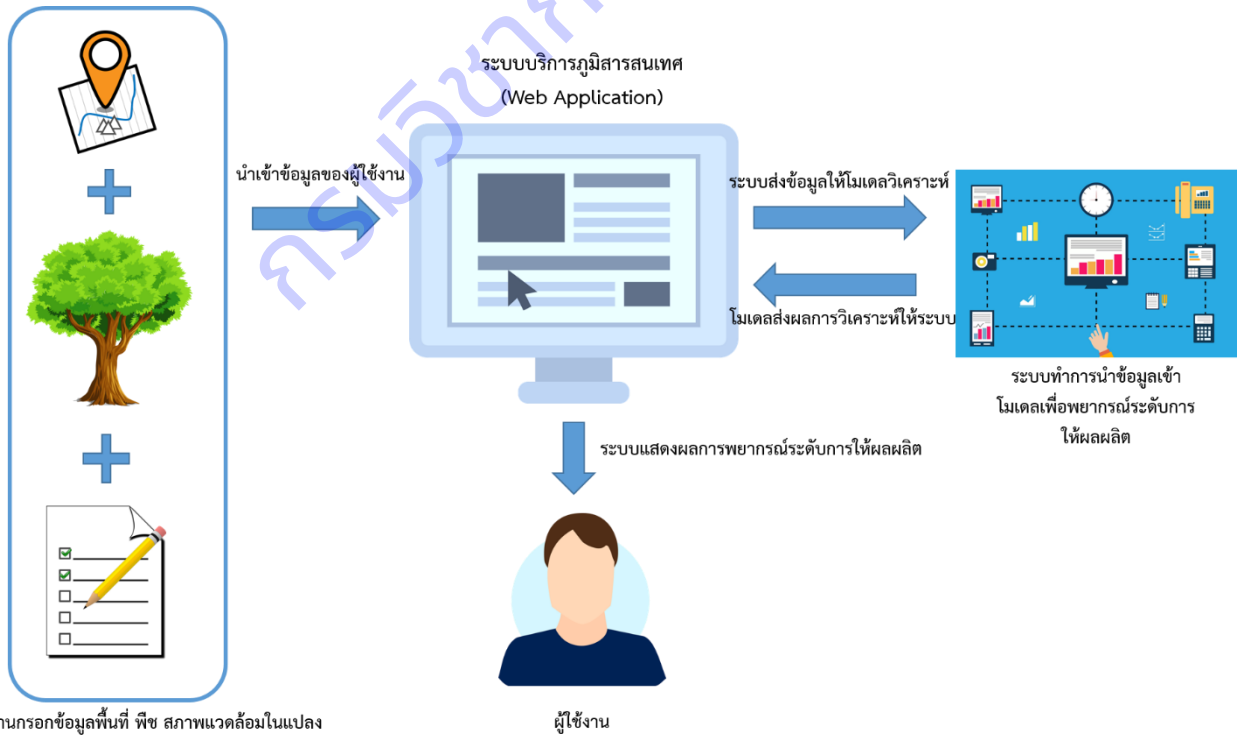 ระบบบริการภูมิสารสนเทศ
(Web Application)
นำเข้าข้อมูลของผู้ใช้งาน
ระบบส่งข้อมูลให้โมเดลวิเคราะห์
โมเดลส่งผลการวิเคราะห์ให้ระบบ
ระบบทำการนำข้อมูลเข้า
โมเดลเพื่อพยากรณ์ระดับการ
ให้ผลผลิต
ระบบแสดงผลการพยากรณ์ระดับการให้ผลผลิต
กรอกข้อมูลพื้นที่ พืช สภาพแวดล้อมในแปลง
ผู้ใช้งาน